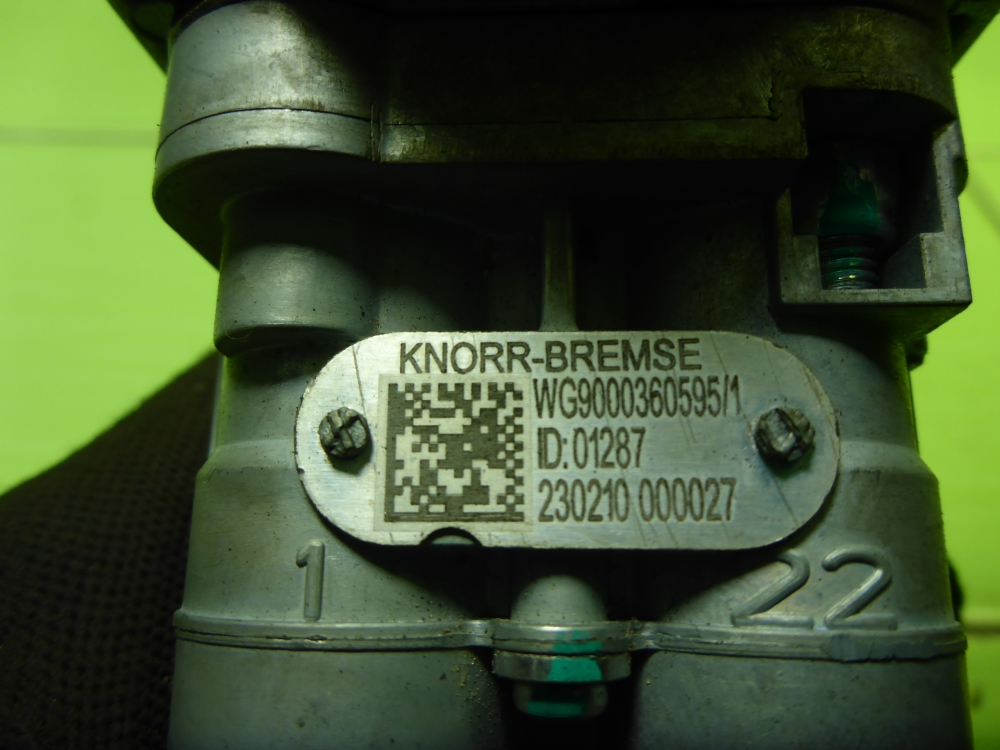 KNORR-BREMSE
WG9000360595/1
ID: 01287
230210 000027
1
22